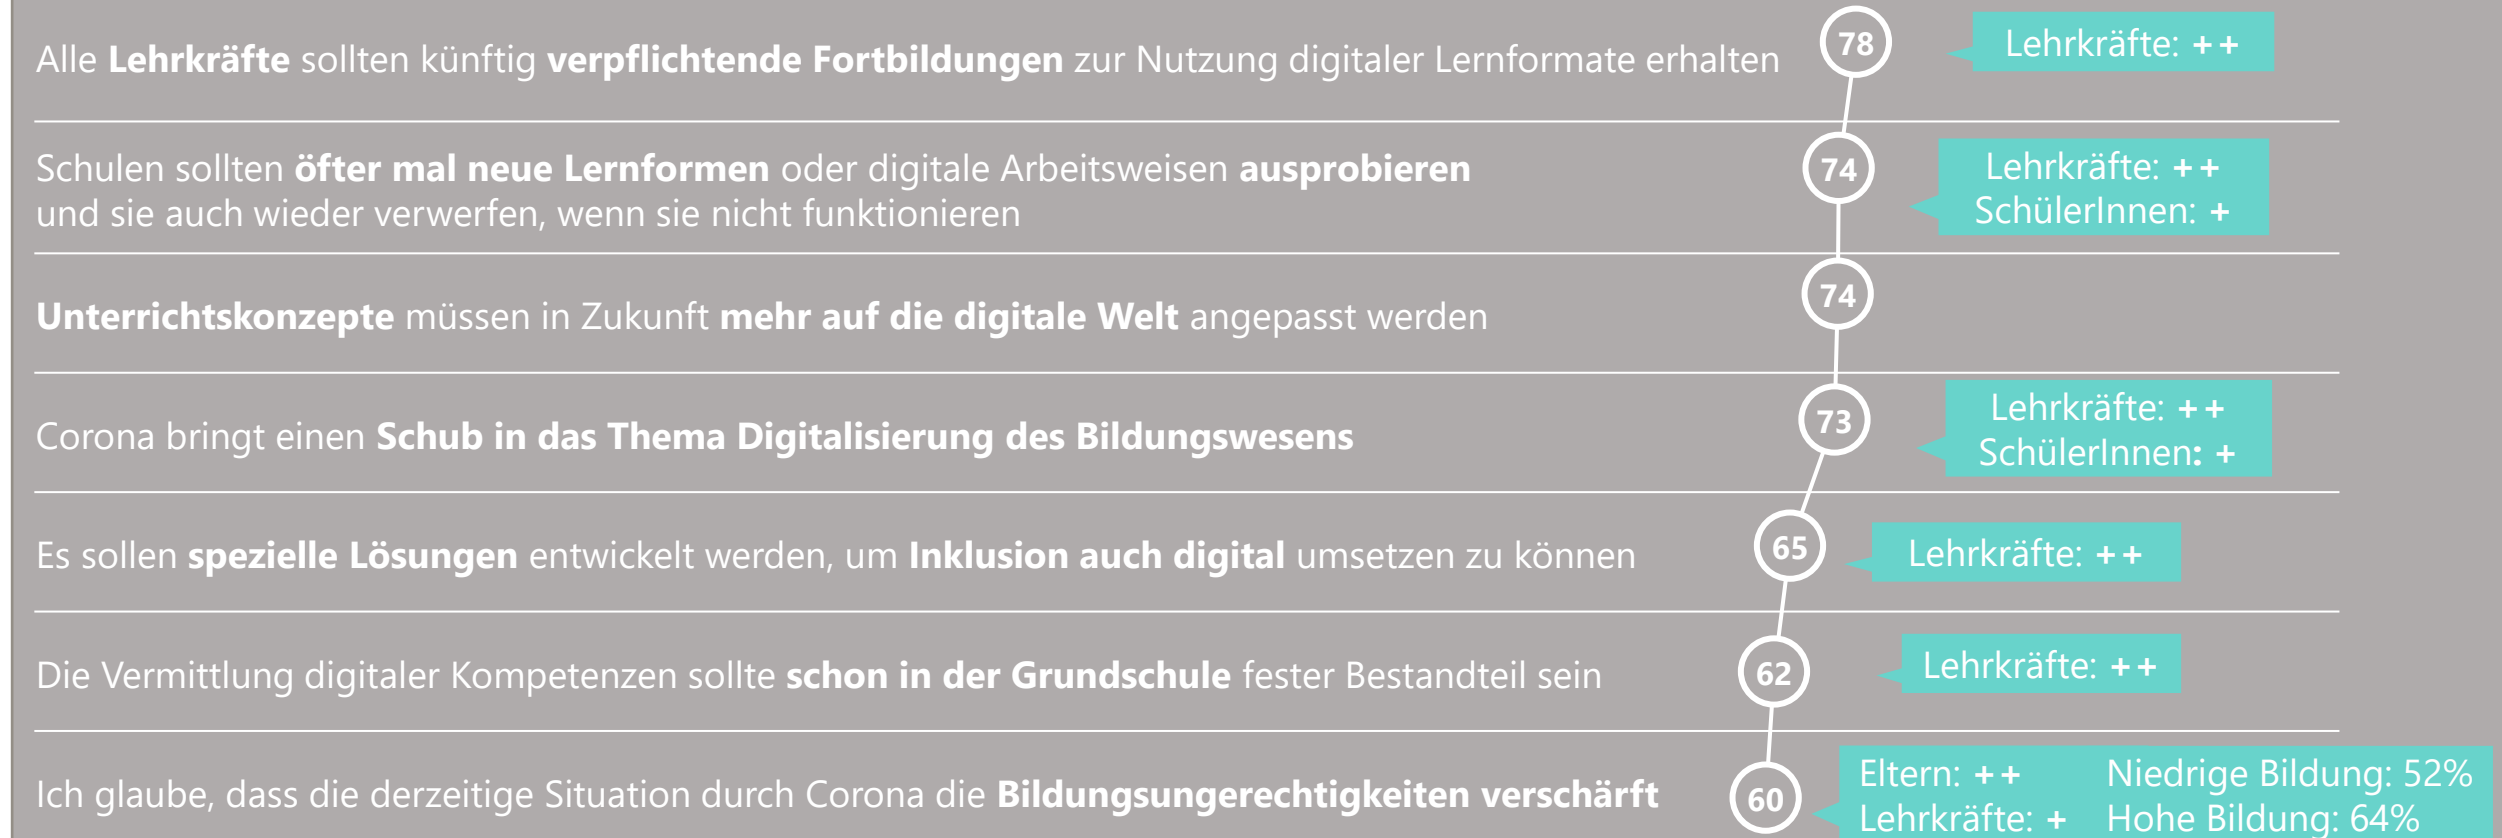 Alle Lehrkräfte sollten künftig verpflichtende Fortbildungen zur Nutzung digitaler Lernformate erhalten
78
Lehrkräfte: ++
Schulen sollten öfter mal neue Lernformen oder digitale Arbeitsweisen ausprobieren
und sie auch wieder verwerfen, wenn sie nicht funktionieren
74
Lehrkräfte: ++
SchülerInnen: +
Unterrichtskonzepte müssen in Zukunft mehr auf die digitale Welt angepasst werden
74
Corona bringt einen Schub in das Thema Digitalisierung des Bildungswesens
73
Lehrkräfte: ++
SchülerInnen: +
Es sollen spezielle Lösungen entwickelt werden, um Inklusion auch digital umsetzen zu können
65
Lehrkräfte: ++
Die Vermittlung digitaler Kompetenzen sollte schon in der Grundschule fester Bestandteil sein
62
Lehrkräfte: ++
Ich glaube, dass die derzeitige Situation durch Corona die Bildungsungerechtigkeiten verschärft
60
Eltern: ++ Niedrige Bildung: 52%
Lehrkräfte: + Hohe Bildung: 64%